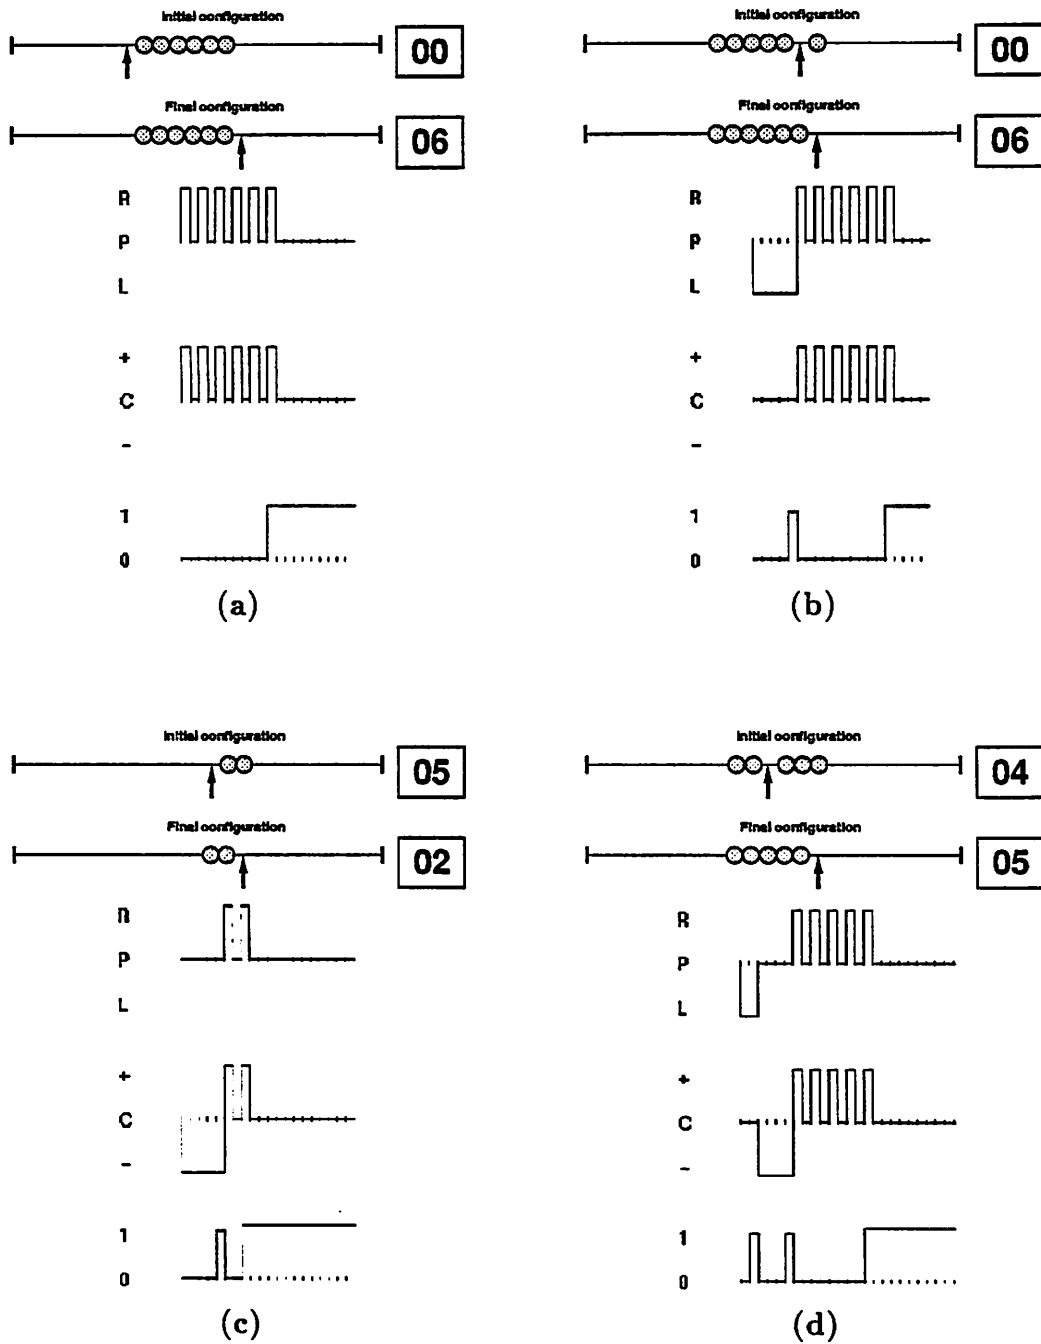 Initial configuration
00
Final configuration
06
R
P
L
+
C
-
1
0
(a)
Initial configuration
00
Final configuration
06
R
P
L
+
C
-
1
0
(b)
Initial configuration
05
Final configuration
02
R
P
L
+
C
-
1
0
(c)
Initial configuration
04
Final configuration
05
R
P
L
+
C
-
1
0
(d)